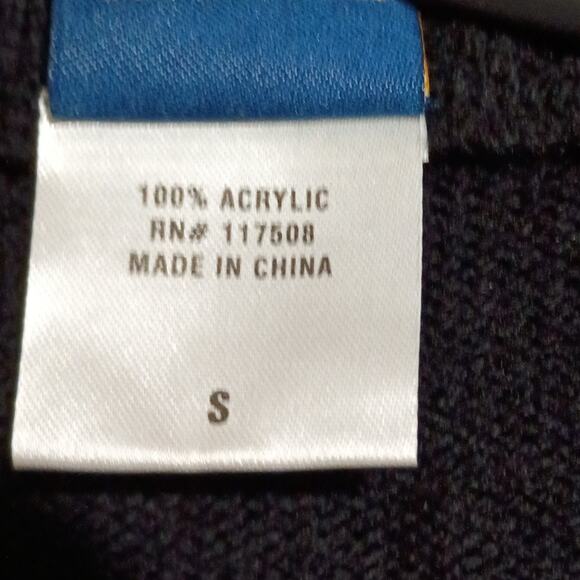 100% ACRYLIC
RN# 117508
MADE IN CHINA
S